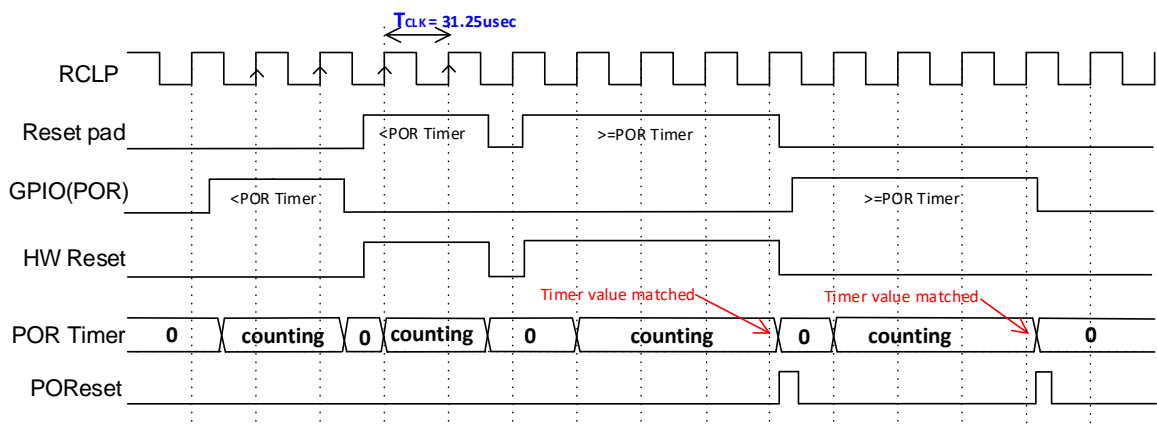 TCLK = 31.25usec
RCLP
Reset pad
<POR Timer
>=POR Timer
GPIO(POR)
<POR Timer
>=POR Timer
HW Reset
Timer value matched
Timer value matched
POR Timer
0
counting
0
counting
0
counting
0
counting
0
POReset